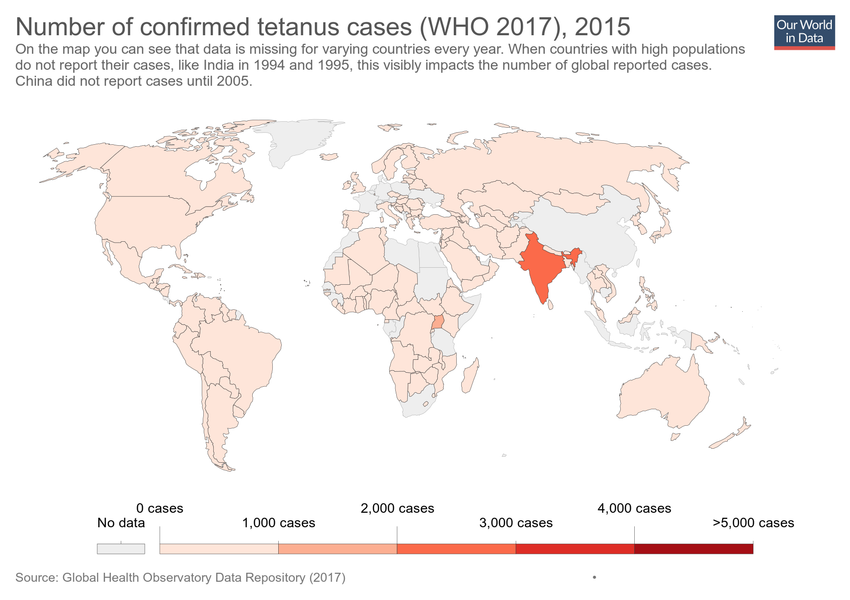 Number of confirmed tetanus cases (WHO 2017), 2015
Our World
in Data
On the map you can see that data is missing for varying countries every year. When countries with high populations
do not report their cases, like India in 1994 and 1995, this visibly impacts the number of global reported cases.
China did not report cases until 2005.
0 cases
2,000 cases
4,000 cases
No data
1,000 cases
3,000 cases
>5,000 cases
Source: Global Health Observatory Data Repository (2017)